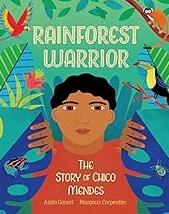 RAINFOREST
WARRIOR
THE
STORY OF CHICO
MENDES
Anita Ganeri Margaux Carpentier